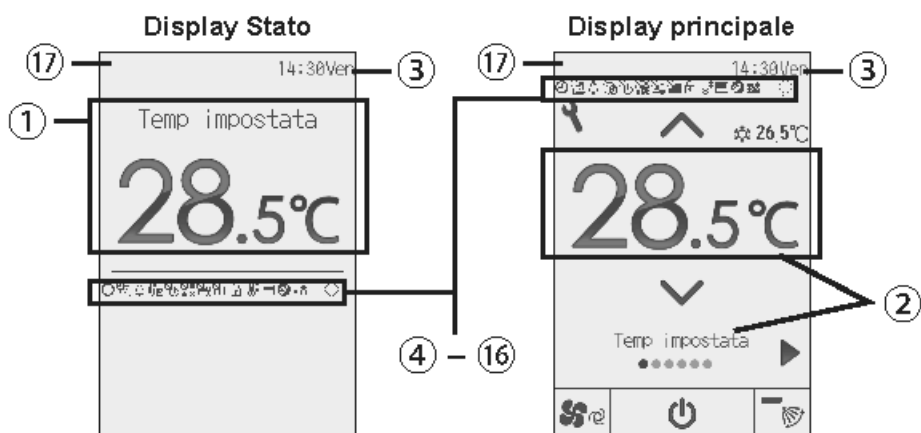 Display Stato
Display principale
17
14:30Ven
3
17
14:30Ven
3
1
Temp impostata
28.5°C
26.5°C
28.5°C
2
4 – 16
Temp impostata